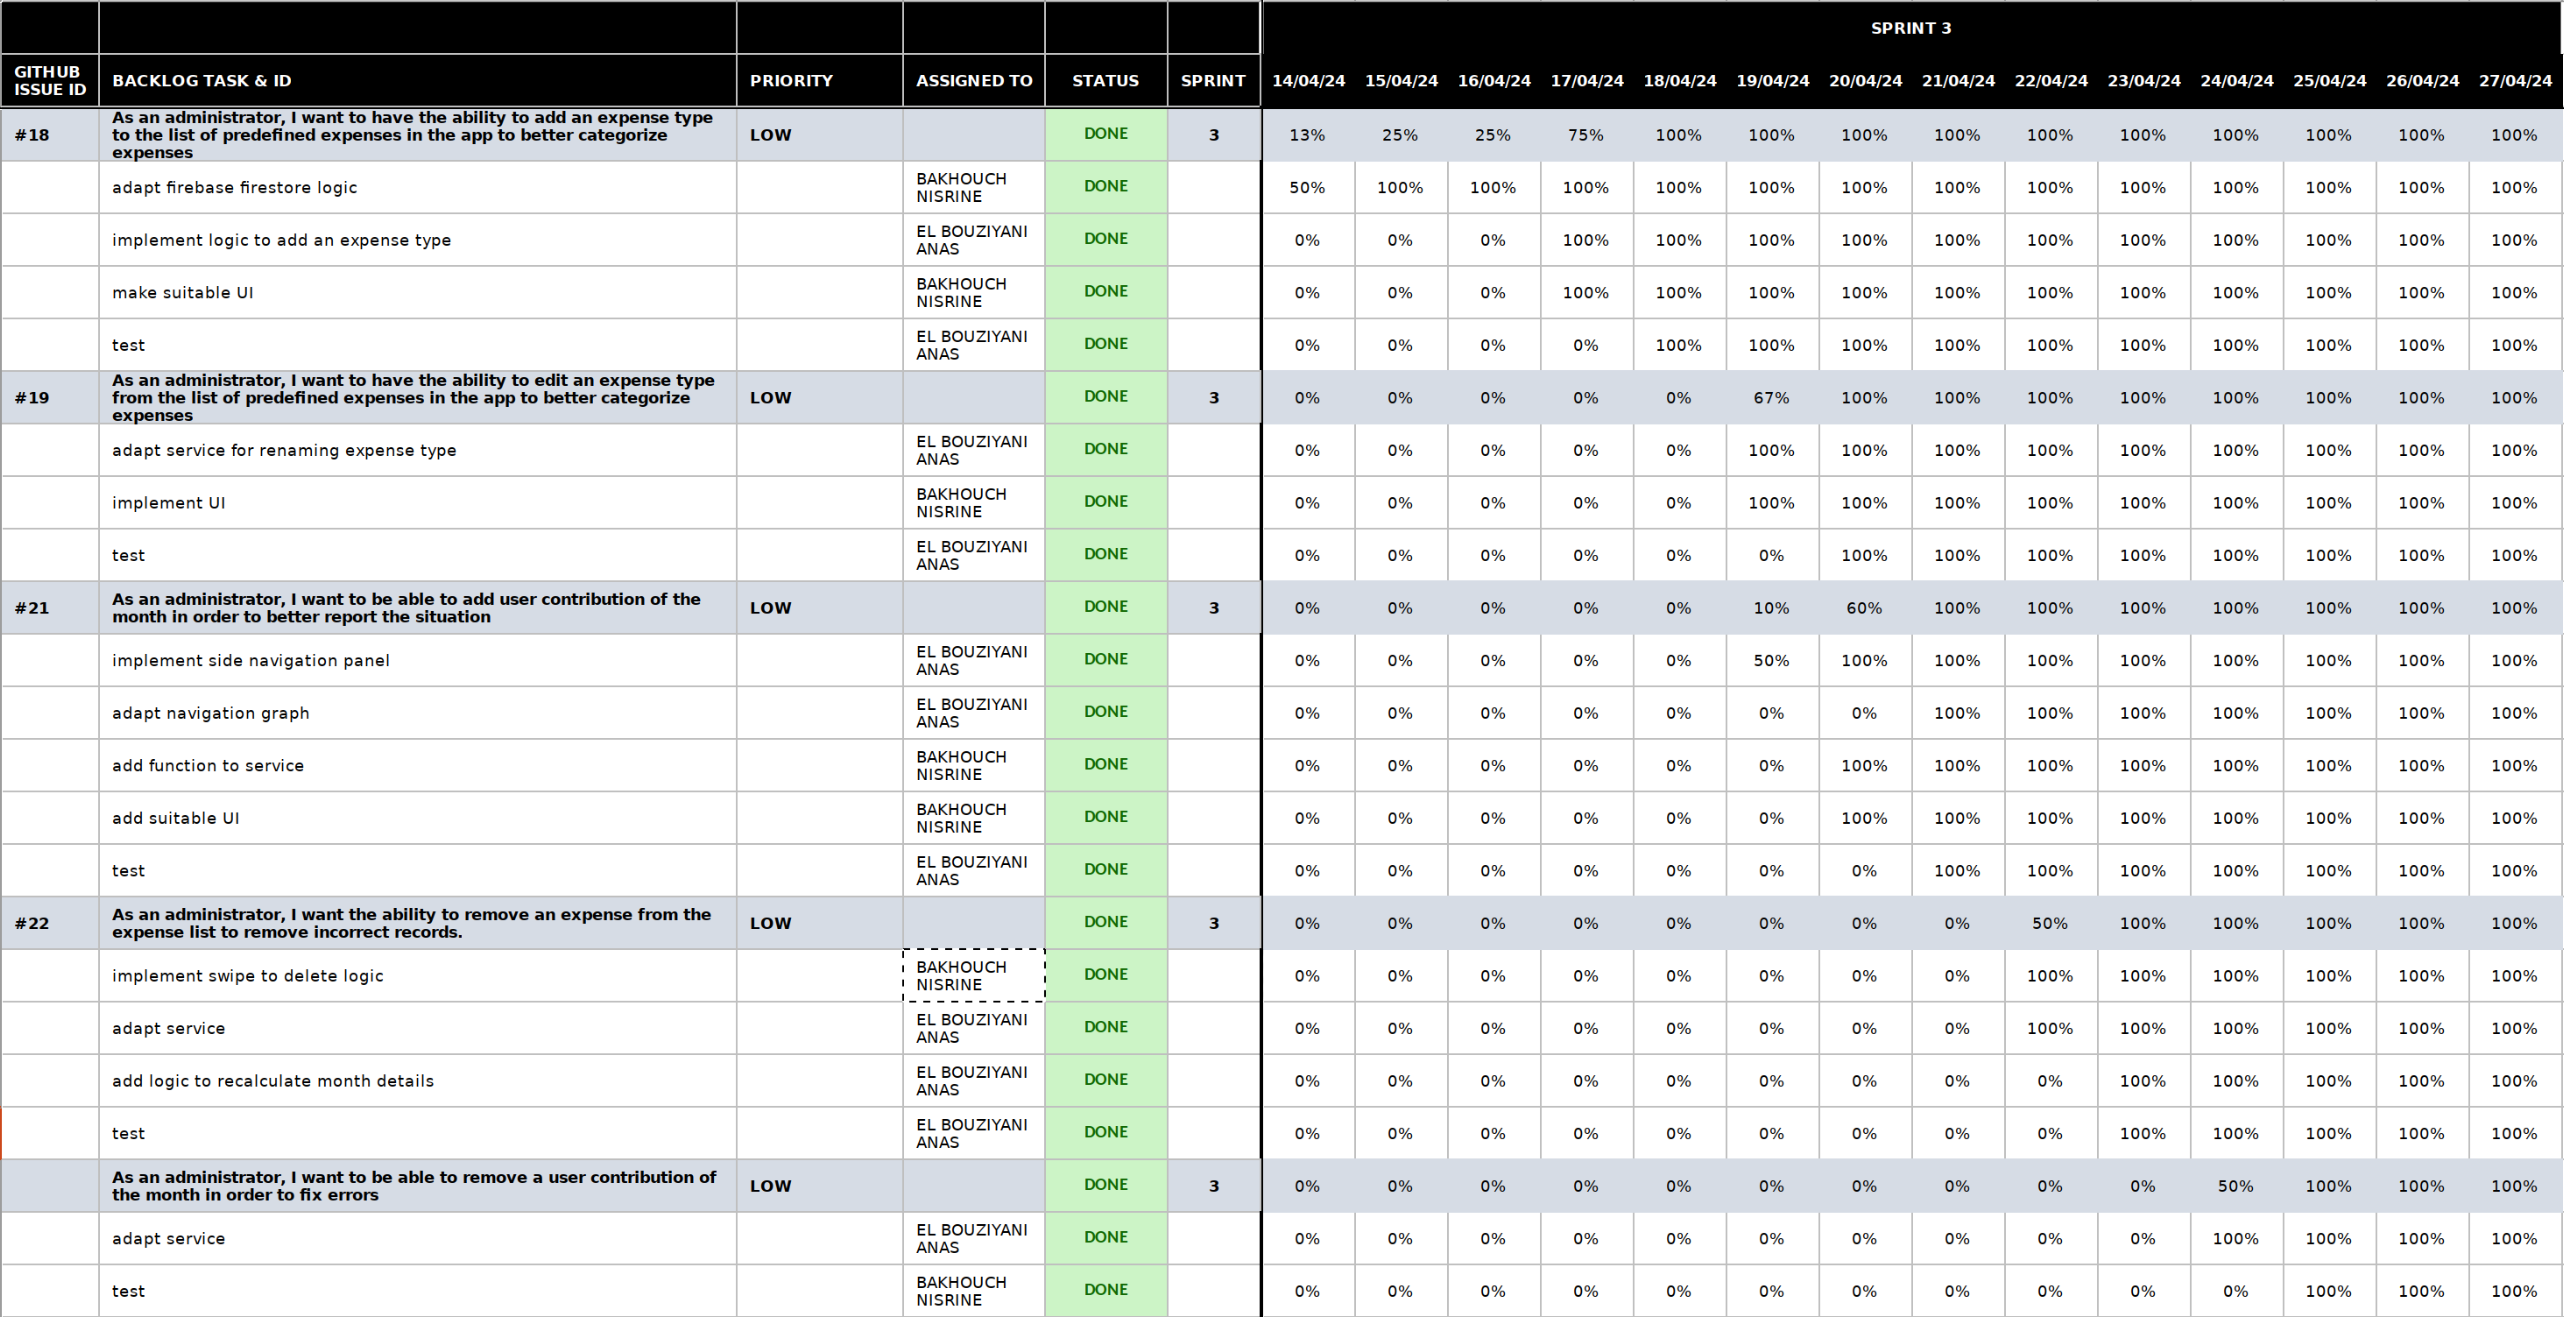 SPRINT 3
GITHUB ISSUE ID BACKLOG TASK & ID PRIORITY ASSIGNED TO STATUS SPRINT 14/04/24 15/04/24 16/04/24 17/04/24 18/04/24 19/04/24 20/04/24 21/04/24 22/04/24 23/04/24 24/04/24 25/04/24 26/04/24 27/04/24
#18 As an administrator, I want to have the ability to add an expense type to the list of predefined expenses in the app to better categorize expenses LOW DONE 3 13% 25% 25% 75% 100% 100% 100% 100% 100% 100% 100% 100% 100% 100%
adapt firebase firestore logic BAKHOUCH NISRINE DONE 50% 100% 100% 100% 100% 100% 100% 100% 100% 100% 100% 100% 100% 100%
implement logic to add an expense type EL BOUZIYANI ANAS DONE 0% 0% 0% 100% 100% 100% 100% 100% 100% 100% 100% 100% 100% 100%
make suitable UI BAKHOUCH NISRINE DONE 0% 0% 0% 100% 100% 100% 100% 100% 100% 100% 100% 100% 100% 100%
test EL BOUZIYANI ANAS DONE 0% 0% 0% 0% 100% 100% 100% 100% 100% 100% 100% 100% 100% 100%
#19 As an administrator, I want to have the ability to edit an expense type from the list of predefined expenses in the app to better categorize expenses LOW DONE 3 0% 0% 0% 0% 0% 67% 100% 100% 100% 100% 100% 100% 100% 100%
adapt service for renaming expense type EL BOUZIYANI ANAS DONE 0% 0% 0% 0% 0% 100% 100% 100% 100% 100% 100% 100% 100% 100%
implement UI BAKHOUCH NISRINE DONE 0% 0% 0% 0% 0% 100% 100% 100% 100% 100% 100% 100% 100% 100%
test EL BOUZIYANI ANAS DONE 0% 0% 0% 0% 0% 0% 100% 100% 100% 100% 100% 100% 100% 100%
#21 As an administrator, I want to be able to add user contribution of the month in order to better report the situation LOW DONE 3 0% 0% 0% 0% 0% 10% 60% 100% 100% 100% 100% 100% 100% 100%
implement side navigation panel EL BOUZIYANI ANAS DONE 0% 0% 0% 0% 0% 50% 100% 100% 100% 100% 100% 100% 100% 100%
adapt navigation graph EL BOUZIYANI ANAS DONE 0% 0% 0% 0% 0% 0% 0% 100% 100% 100% 100% 100% 100% 100%
add function to service BAKHOUCH NISRINE DONE 0% 0% 0% 0% 0% 0% 100% 100% 100% 100% 100% 100% 100% 100%
add suitable UI BAKHOUCH NISRINE DONE 0% 0% 0% 0% 0% 0% 100% 100% 100% 100% 100% 100% 100% 100%
test EL BOUZIYANI ANAS DONE 0% 0% 0% 0% 0% 0% 0% 100% 100% 100% 100% 100% 100% 100%
#22 As an administrator, I want the ability to remove an expense from the expense list to remove incorrect records. LOW DONE 3 0% 0% 0% 0% 0% 0% 0% 0% 50% 100% 100% 100% 100% 100%
implement swipe to delete logic BAKHOUCH NISRINE DONE 0% 0% 0% 0% 0% 0% 0% 0% 100% 100% 100% 100% 100% 100%
adapt service EL BOUZIYANI ANAS DONE 0% 0% 0% 0% 0% 0% 0% 0% 100% 100% 100% 100% 100% 100%
add logic to recalculate month details EL BOUZIYANI ANAS DONE 0% 0% 0% 0% 0% 0% 0% 0% 0% 100% 100% 100% 100% 100%
test EL BOUZIYANI ANAS DONE 0% 0% 0% 0% 0% 0% 0% 0% 0% 100% 100% 100% 100% 100%
As an administrator, I want to be able to remove a user contribution of the month in order to fix errors LOW DONE 3 0% 0% 0% 0% 0% 0% 0% 0% 0% 0% 50% 100% 100% 100%
adapt service EL BOUZIYANI ANAS DONE 0% 0% 0% 0% 0% 0% 0% 0% 0% 0% 100% 100% 100% 100%
test BAKHOUCH NISRINE DONE 0% 0% 0% 0% 0% 0% 0% 0% 0% 0% 0% 100% 100% 100%